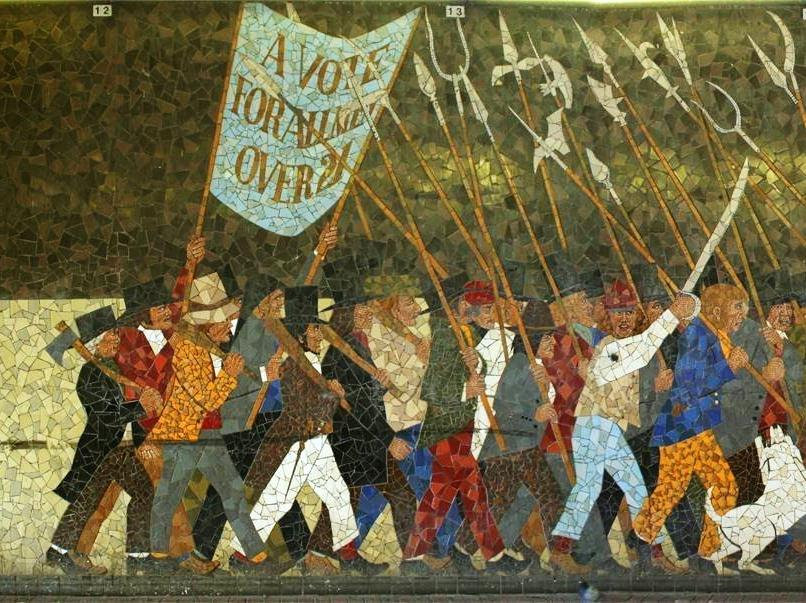 12
13
A VOTE
FOR ALL MEN
OVER 21